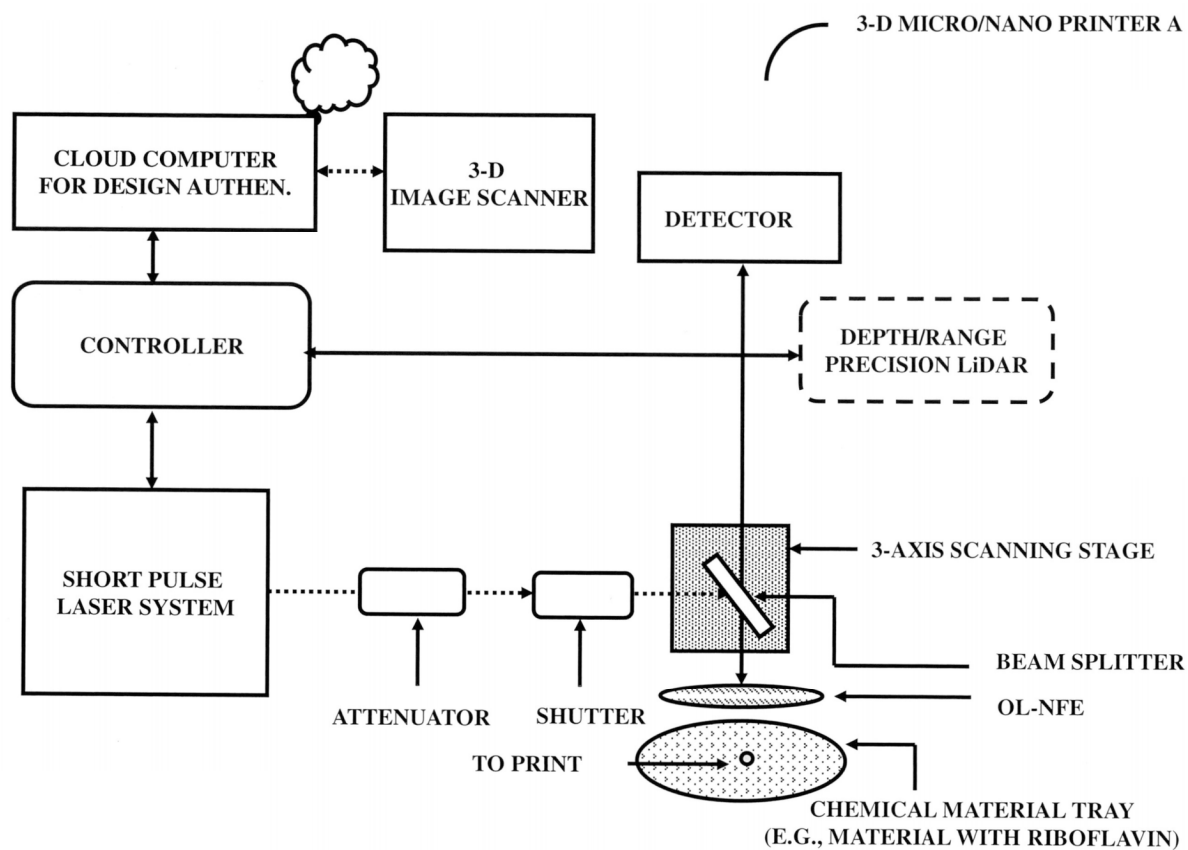 3-D MICRO/NANO PRINTER A
CLOUD COMPUTER
FOR DESIGN AUTHEN.
3-D
IMAGE SCANNER
DETECTOR
CONTROLLER
DEPTH/RANGE
PRECISION LiDAR
SHORT PULSE
LASER SYSTEM
3-AXIS SCANNING STAGE
BEAM SPLITTER
ATTENUATOR
SHUTTER
OL-NFE
TO PRINT
CHEMICAL MATERIAL TRAY
(E.G., MATERIAL WITH RIBOFLAVIN)